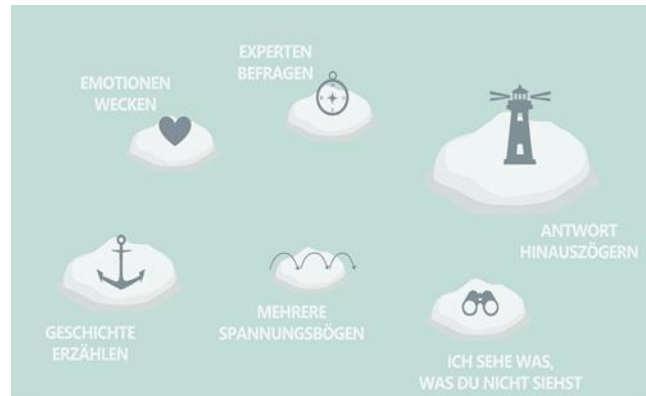 EXPERTEN
BEFRAGEN
EMOTIONEN
WECKEN
ANTWORT
HINAUSZÖGERN
GESCHICHTE
ERZÄHLEN
MEHRERE
SPANNUNGSBÖGEN
ICH SEHE WAS,
WAS DU NICHT SIEHST